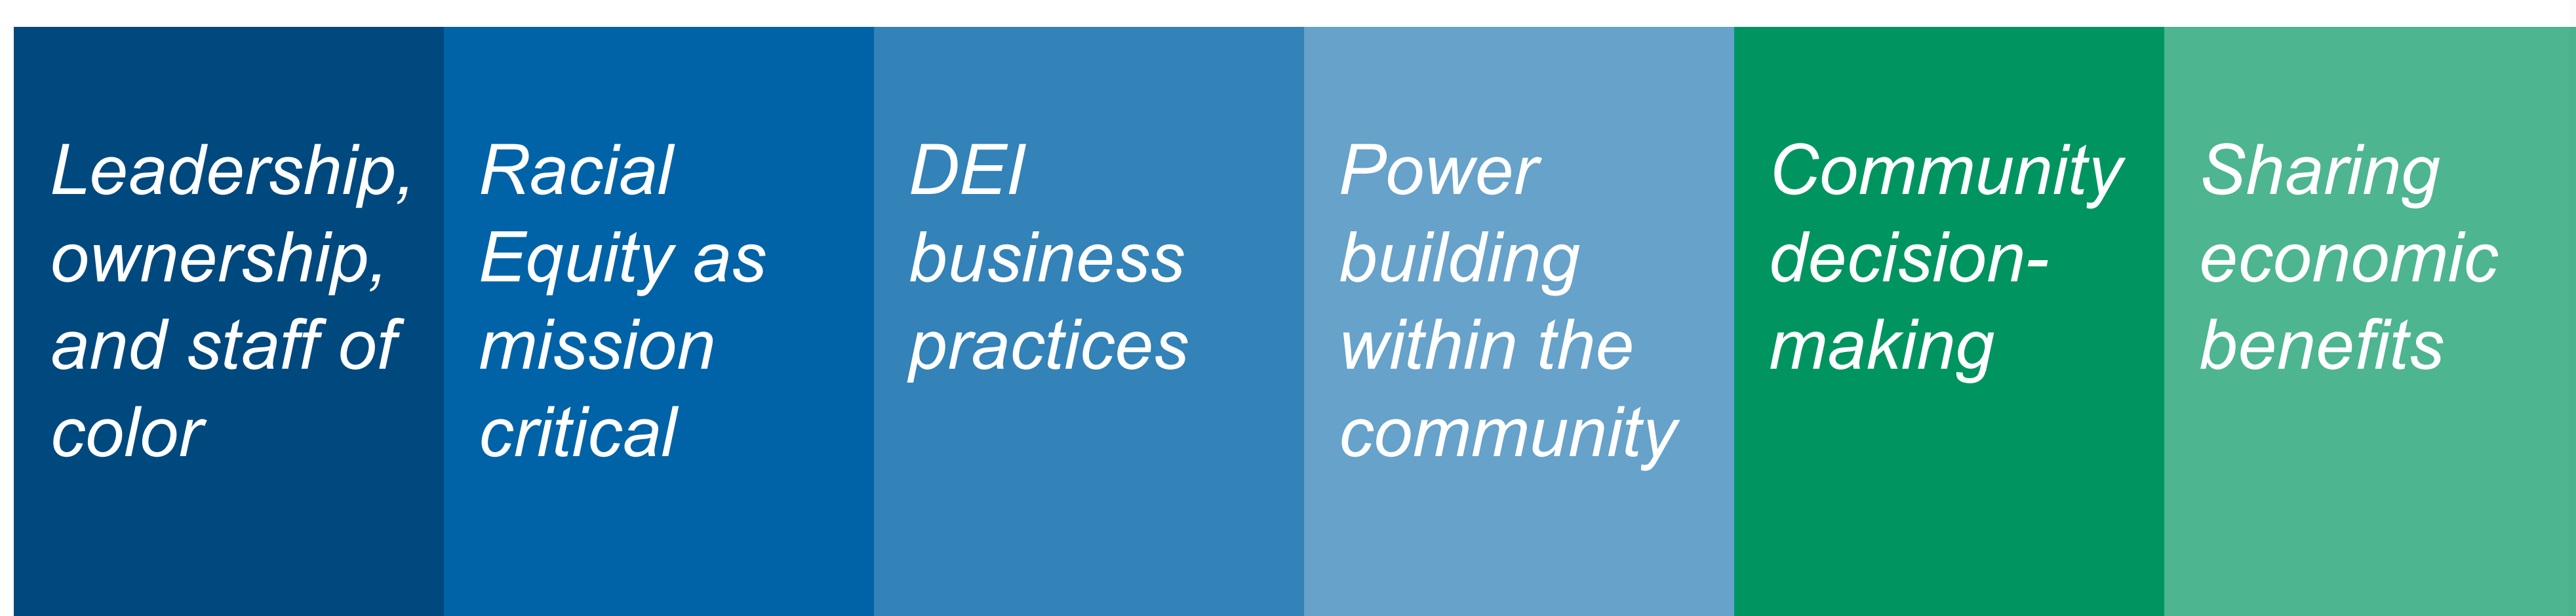 Leadership,
ownership,
and staff of
color
Racial
Equity as
mission
critical
DEI
business
practices
Power
building
within the
community
Community
decision-
making
Sharing
economic
benefits